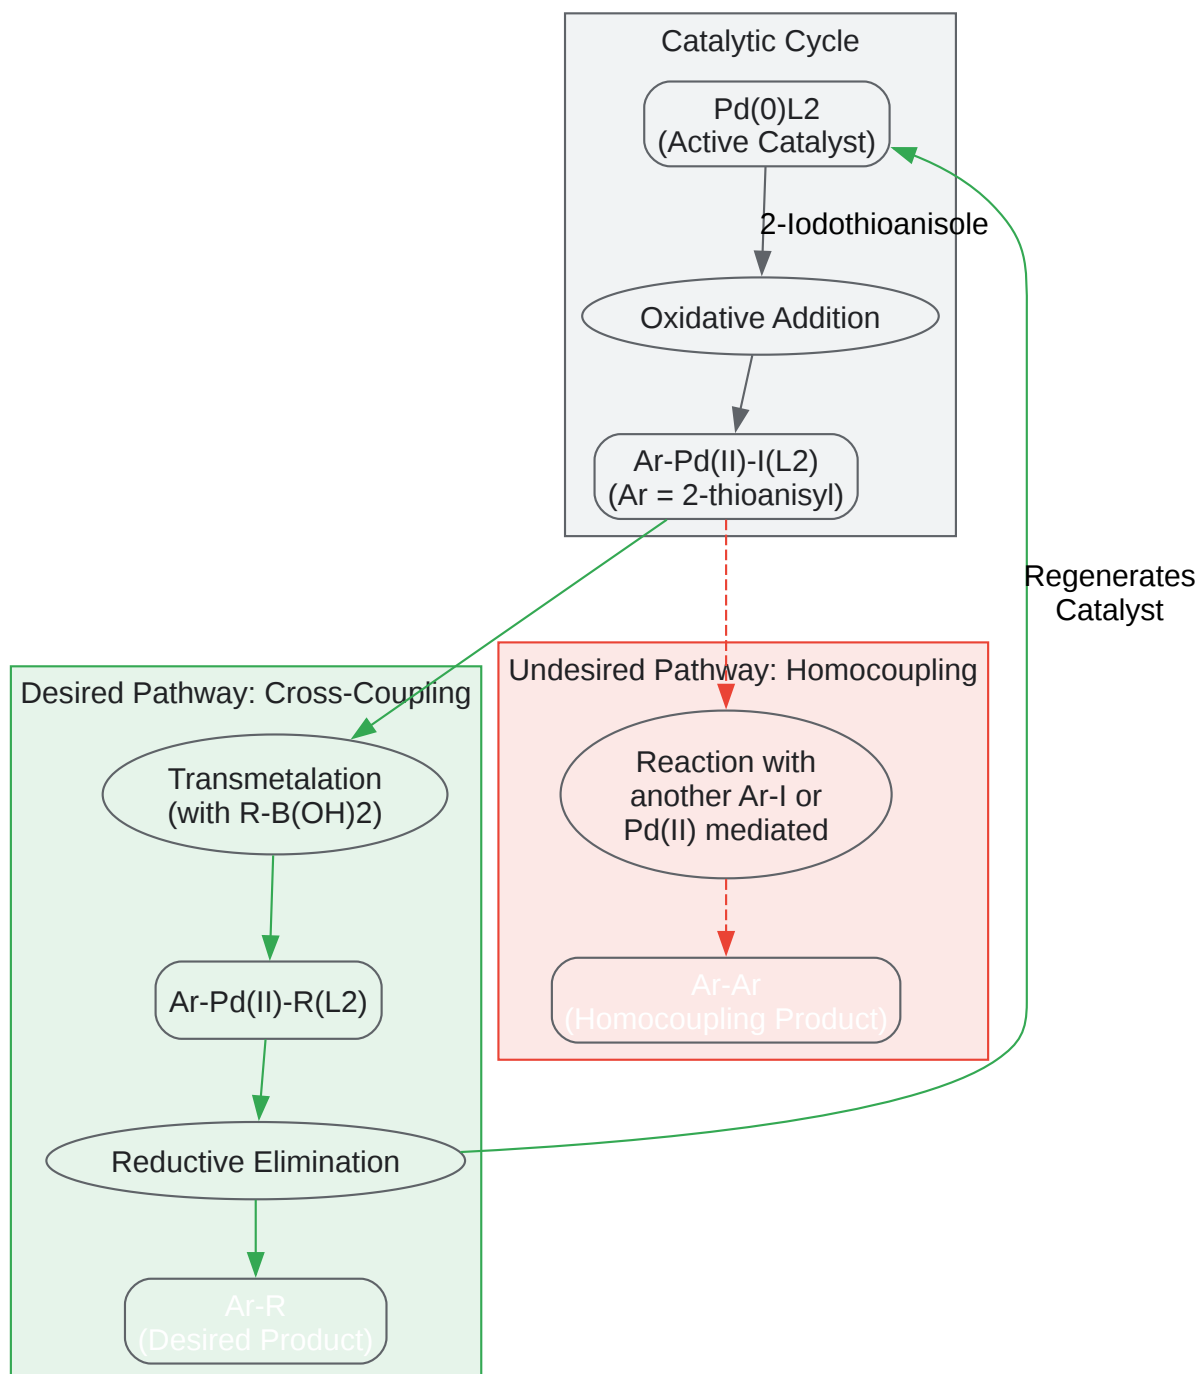 Catalytic Cycle
Pd(0)L2
(Active Catalyst)
2-Iodothioanisole
Oxidative Addition
Ar-Pd(II)-I(L2)
(Ar = 2-thioanisyl)
Regenerates
Catalyst
Desired Pathway: Cross-Coupling
Transmetalation
(with R-B(OH)2)
Ar-Pd(II)-R(L2)
Reductive Elimination
Ar-R
(Desired Product)
Undesired Pathway: Homocoupling
Reaction with
another Ar-I or
Pd(II) mediated
Ar-Ar
(Homocoupling Product)